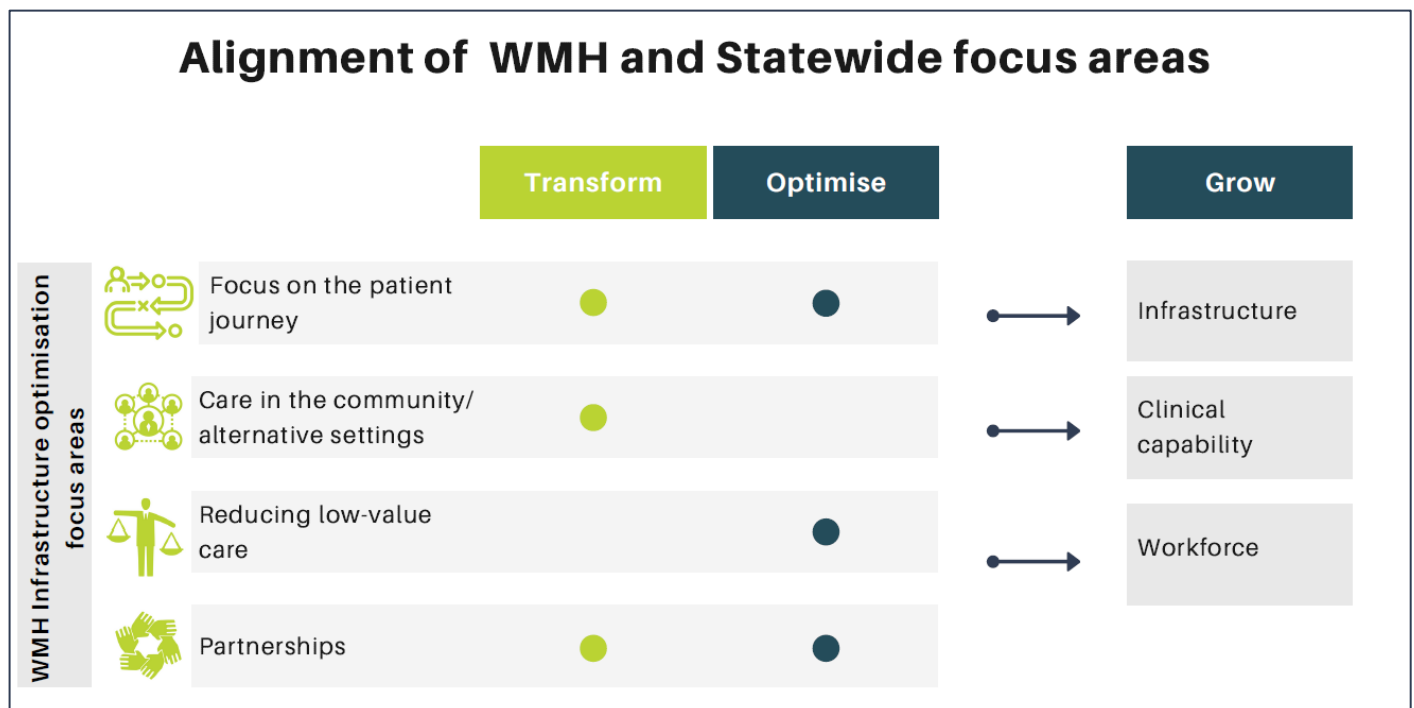 Alignment of WMH and Statewide focus areas
Transform
Optimise
Grow
WMH Infrastructure optimisation
focus areas
Focus on the patient
journey
Infrastructure
Care in the community/
alternative settings
Clinical
capability
Reducing low-value
care
Workforce
Partnerships